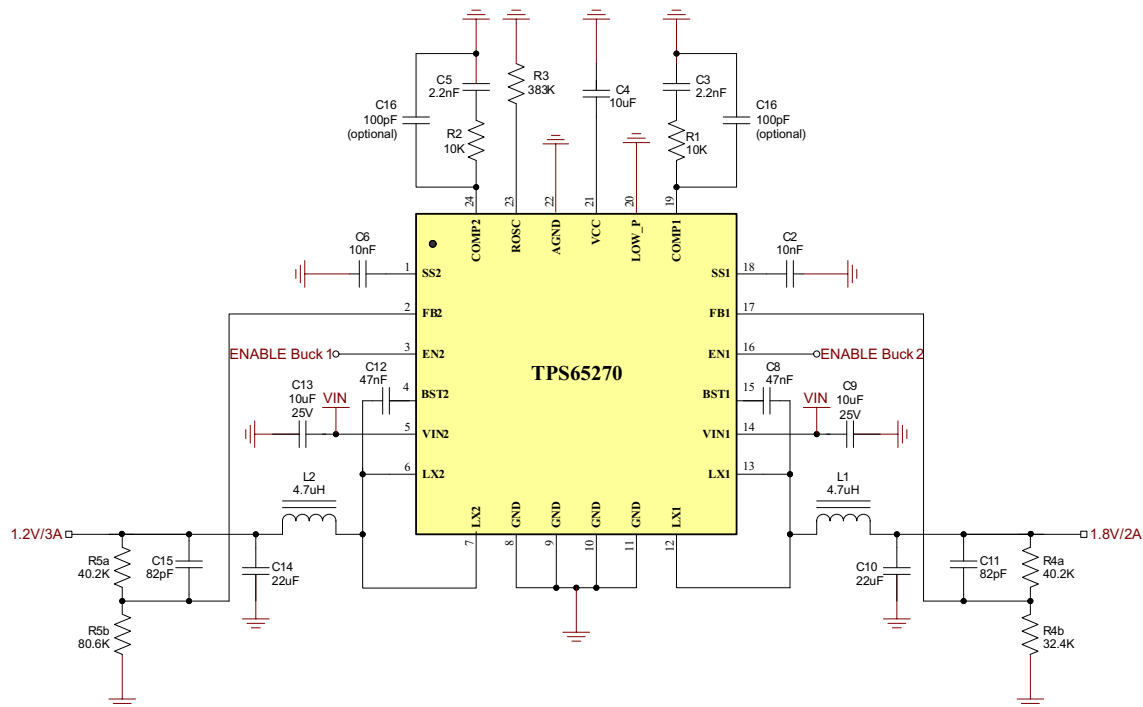 C5
2.2nF
R3
383K
C4
10uF
C3
2.2nF
C16
100pF
(optional)
R2
10K
R1
10K
C16
100pF
(optional)
24
23
22
21
20
19
COMP2
ROSC
AGND
VCC
LOW_P
COMP1
C6
10nF
1
SS2
SS1
18
C2
10nF
2
FB2
FB1
17
ENABLE Buck 1
3
EN2
EN1
16
ENABLE Buck 2
TPS65270
C12
47nF
4
BST2
BST1
15
C8
47nF
C13
10uF
25V
VIN
5
VIN2
VIN1
14
VIN
C9
10uF
25V
6
LX2
LX1
13
L2
4.7uH
L1
4.7uH
LX2
GND
GND
GND
GND
LX1
7
8
9
10
11
12
1.2V/3A
1.8V/2A
R5a
40.2K
C15
82pF
C14
22uF
C10
22uF
C11
82pF
R4a
40.2K
R5b
80.6K
R4b
32.4K